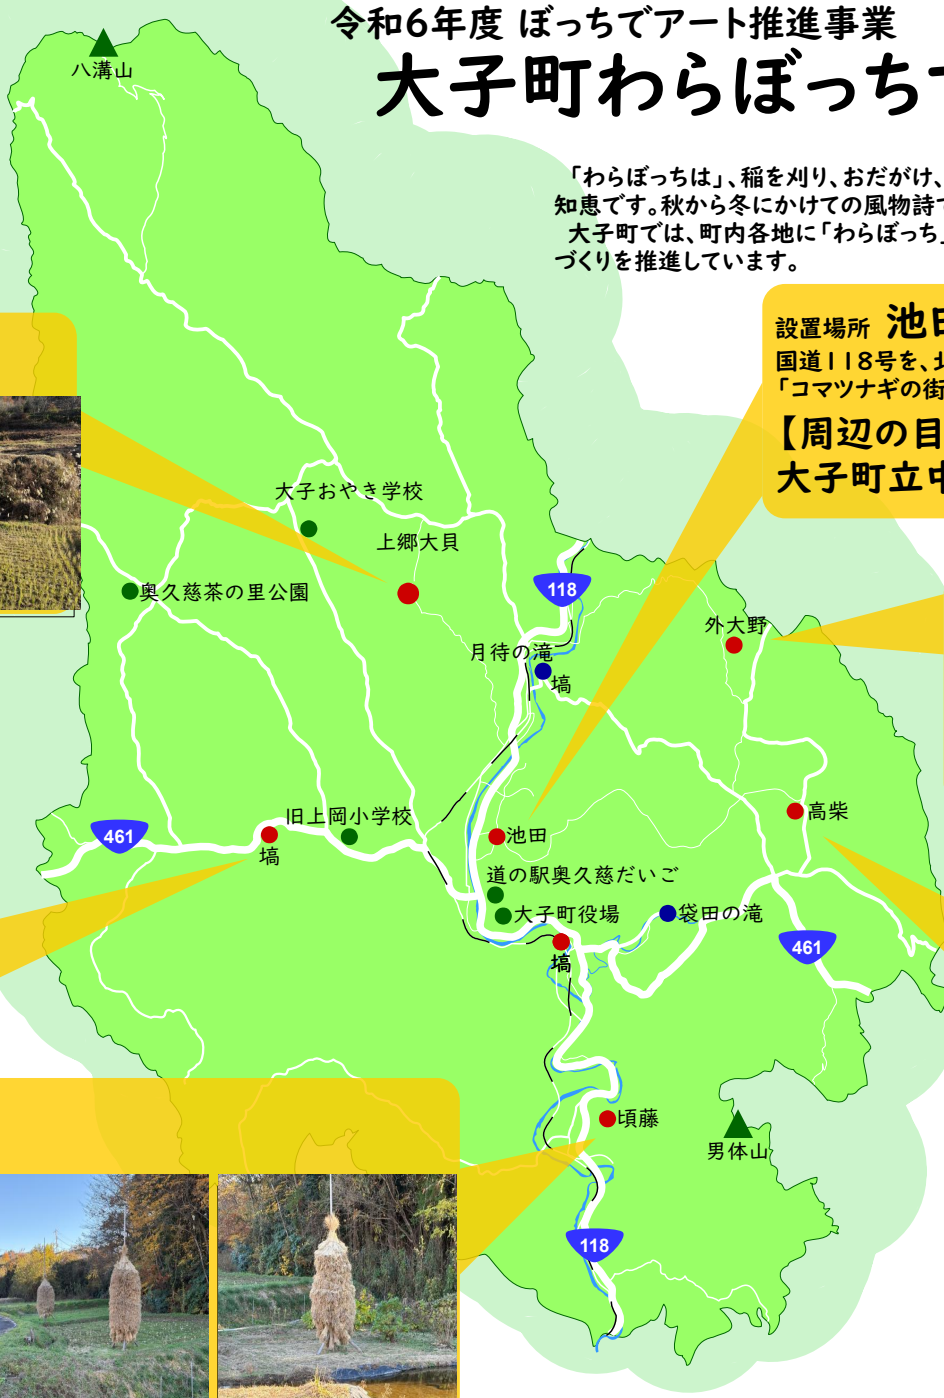 令和6年度 ぼっちでアート推進事業
大子町わらぼっち
「わらぼっちは」、稲を刈り、おだがけ、
知恵です。秋から冬にかけての風物詩で
大子町では、町内各地に「わらぼっち」
づくりを推進しています。
設置場所 池田
国道118号を、北
「コマツナギの街
【周辺の目
大子町立中
八溝山
大子おやき学校
上郷大貝
奥久慈茶の里公園
118
外大野
月待の滝
塙
旧上岡小学校
461
塙
高柴
池田
道の駅奥久慈だいご
大子町役場
袋田の滝
塙
461
頃藤
男体山
118